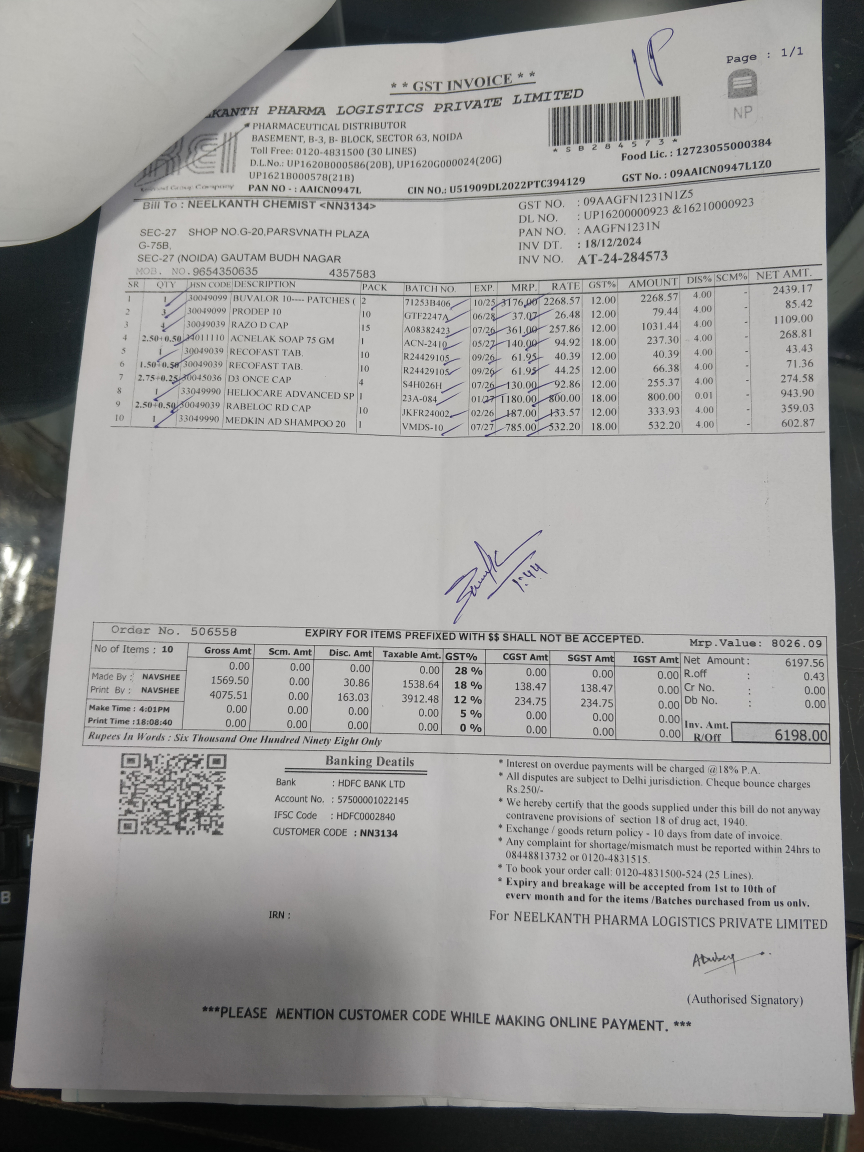 Page : 1/1
* * GST INVOICE * *
LKANTH PHARMA LOGISTICS PRIVATE LIMITED
NP
* PHARMACEUTICAL DISTRIBUTOR
BASEMENT, B-3, B- BLOCK, SECTOR 63, NOIDA
Toll Free: 0120-4831500 (30 LINES)
D.L.No.: UP1620B000586(20B), UP1620G000024(20G)
UP1621B000578(21B)
PAN NO - : AAICN0947L
CIN NO.: U51909DL2022PTC394129
* S B 2 8 4 5 7 3 *
Food Lic. : 12723055000384
GST No. : 09AAICN0947L1Z0
Group Company
Bill To : NEELKANTH CHEMIST <NN3134>
SEC-27 SHOP NO.G-20,PARSVNATH PLAZA
G-75B,
SEC-27 (NOIDA) GAUTAM BUDH NAGAR
MOB. NO.9654350635 4357583
GST NO. : 09AAGFN1231N1Z5
DL NO. : UP16200000923 &16210000923
PAN NO. : AAGFN1231N
INV DT. : 18/12/2024
INV NO. AT-24-284573
SR QTY HSN CODE DESCRIPTION PACK BATCH NO. EXP. MRP. RATE GST% AMOUNT DIS% SCM% NET AMT.
1 1 30049099 BUVALOR 10---- PATCHES ( 2 71253B406 10/25 3176.00 2268.57 12.00 2268.57 4.00 - 2439.17
2 3 30049099 PRODEP 10 10 GTF2247A 06/28 37.07 26.48 12.00 79.44 4.00 - 85.42
3 4 30049039 RAZO D CAP 15 A08382423 07/26 361.00 257.86 12.00 1031.44 4.00 - 1109.00
4 2.50+0.50 34011110 ACNELAK SOAP 75 GM 1 ACN-2410 05/27 140.00 94.92 18.00 237.30 4.00 - 268.81
5 1 30049039 RECOFAST TAB. 10 R24429105 09/26 61.95 40.39 12.00 40.39 4.00 - 43.43
6 1.50+0.50 30049039 RECOFAST TAB. 10 R24429105 09/26 61.95 44.25 12.00 66.38 4.00 - 71.36
7 2.75+0.25 30045036 D3 ONCE CAP 4 S4H026H 07/26 130.00 92.86 12.00 255.37 4.00 - 274.58
8 1 33049990 HELIOCARE ADVANCED SP 1 23A-084 01/27 1180.00 800.00 18.00 800.00 0.01 - 943.90
9 2.50+0.50 30049039 RABELOC RD CAP 10 JKFR24002 02/26 187.00 133.57 12.00 333.93 4.00 - 359.03
10 1 33049990 MEDKIN AD SHAMPOO 20 1 VMDS-10 07/27 785.00 532.20 18.00 532.20 4.00 - 602.87
1:44
Order No. 506558 EXPIRY FOR ITEMS PREFIXED WITH $$ SHALL NOT BE ACCEPTED. Mrp.Value: 8026.09
No of Items : 10 Gross Amt Scm. Amt Disc. Amt Taxable Amt. GST% CGST Amt SGST Amt IGST Amt
0.00 0.00 0.00 0.00 28 % 0.00 0.00 0.00
Made By : NAVSHEE 1569.50 0.00 30.86 1538.64 18 % 138.47 138.47 0.00
Print By : NAVSHEE 4075.51 0.00 163.03 3912.48 12 % 234.75 234.75 0.00
Make Time : 4:01PM 0.00 0.00 0.00 0.00 5 % 0.00 0.00 0.00
Print Time :18:08:40 0.00 0.00 0.00 0.00 0 % 0.00 0.00 0.00
Net Amount : 6197.56
R.off : 0.43
Cr No. : 0.00
Db No. : 0.00
Inv. Amt.
R/Off 6198.00
Rupees In Words : Six Thousand One Hundred Ninety Eight Only
Banking Deatils
Bank : HDFC BANK LTD
Account No. : 57500001022145
IFSC Code : HDFC0002840
CUSTOMER CODE : NN3134
IRN :
* Interest on overdue payments will be charged @18% P.A.
* All disputes are subject to Delhi jurisdiction. Cheque bounce charges
Rs.250/-
* We hereby certify that the goods supplied under this bill do not anyway
contravene provisions of section 18 of drug act, 1940.
* Exchange / goods return policy - 10 days from date of invoice.
* Any complaint for shortage/mismatch must be reported within 24hrs to
08448813732 or 0120-4831515.
* To book your order call: 0120-4831500-524 (25 Lines).
* Expiry and breakage will be accepted from 1st to 10th of
every month and for the items /Batches purchased from us only.
For NEELKANTH PHARMA LOGISTICS PRIVATE LIMITED
(Authorised Signatory)
***PLEASE MENTION CUSTOMER CODE WHILE MAKING ONLINE PAYMENT. ***